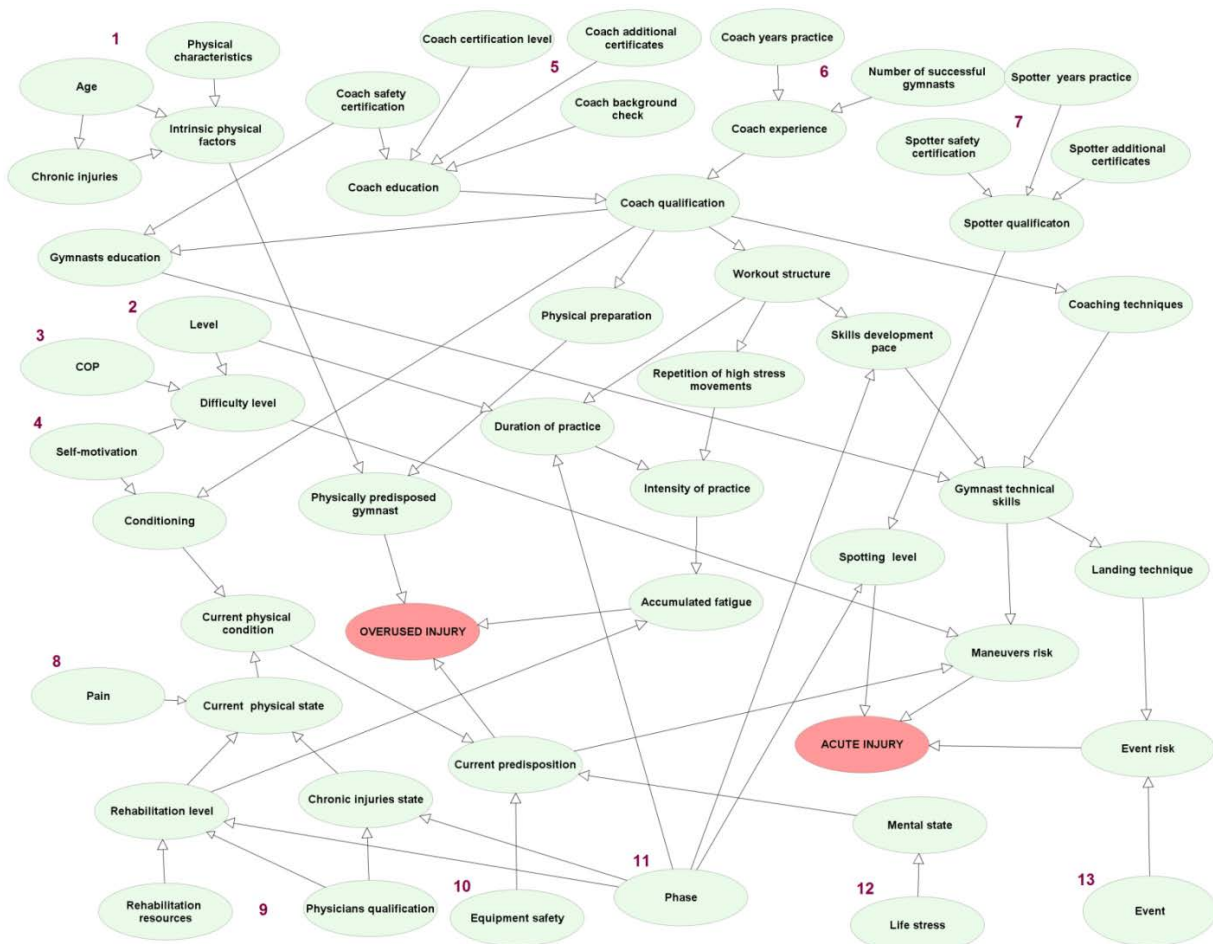 1
Physical
characteristics
Age
Intrinsic physical
factors
Chronic injuries
Coach certification level
Coach additional
certificates
5
Coach safety
certification
Coach background
check
Coach education
Coach years practice
6
Number of successful
gymnasts
Coach experience
Spotter years practice
7
Spotter safety
certification
Spotter additional
certificates
Spotter qualificaton
Coach qualification
Gymnasts education
Workout structure
Physical preparation
Coaching techniques
Skills development
pace
Repetition of high stress
movements
2
Level
3
COP
Difficulty level
4
Self-motivation
Duration of practice
Conditioning
Physically predisposed
gymnast
Intensity of practice
Gymnast technical
skills
Spotting level
Landing technique
Current physical
condition
OVERUSED INJURY
Accumulated fatigue
Maneuvers risk
8
Pain
Current physical state
Current predisposition
ACUTE INJURY
Event risk
Rehabilitation level
Chronic injuries state
Mental state
Rehabilitation
resources
9
Physicians qualification
10
Equipment safety
11
Phase
12
Life stress
13
Event